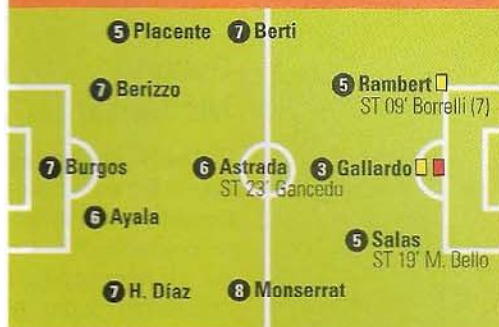 5 Placente 7 Berti
7 Berizzo
5 Rambert
ST 09' Borrelli (7)
7 Burgos
6 Astrada
ST 23' Gancedo
3 Gallardo
6 Ayala
5 Salas
ST 19' M. Bello
7 H. Díaz 8 Monserrat